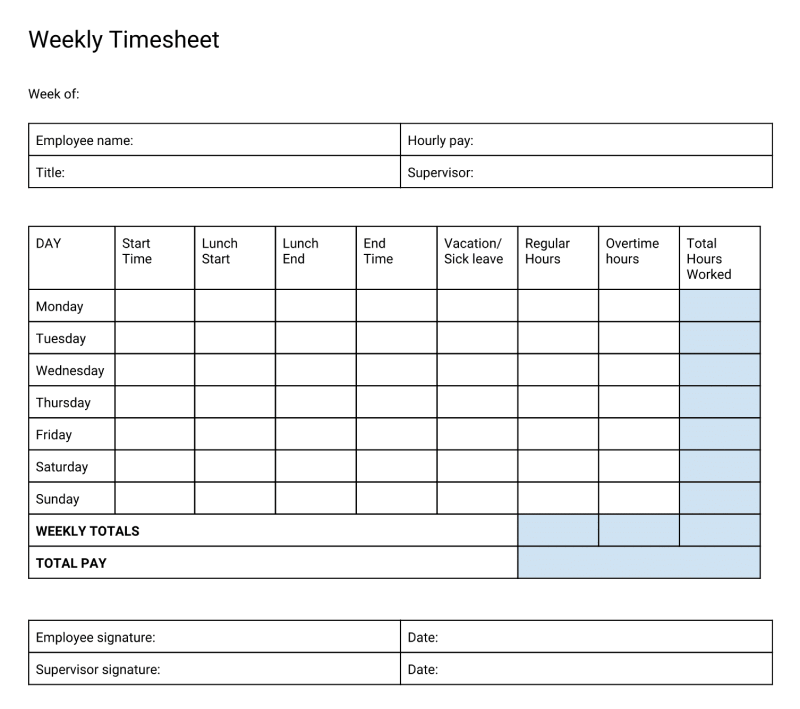 Weekly Timesheet
Week of:
Employee name: Hourly pay:
Title: Supervisor:
DAY Start Lunch Lunch End Vacation/ Regular Overtime Total
Time Start End Time Sick leave Hours hours Hours
Worked
Monday
Tuesday
Wednesday
Thursday
Friday
Saturday
Sunday
WEEKLY TOTALS
TOTAL PAY
Employee signature: Date:
Supervisor signature: Date: